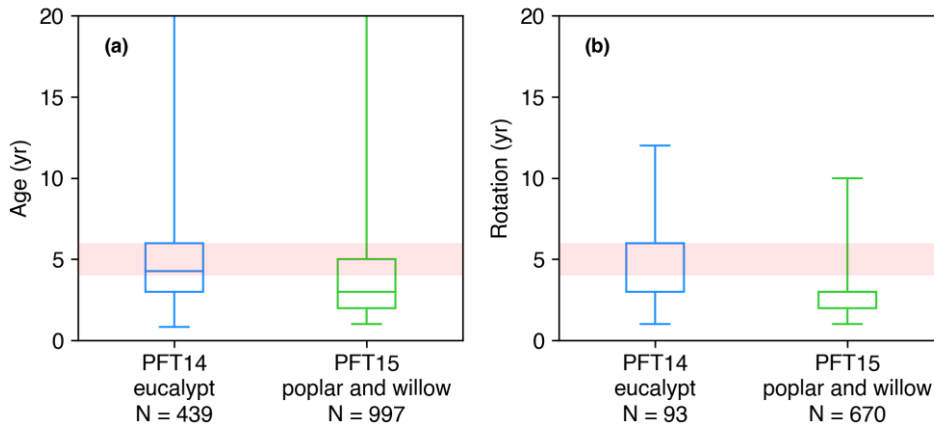 (a)
Age (yr)
20
15
10
5
0
PFT14
eucalypt
N = 439
PFT15
poplar and willow
N = 997
(b)
Rotation (yr)
20
15
10
5
0
PFT14
eucalypt
N = 93
PFT15
poplar and willow
N = 670